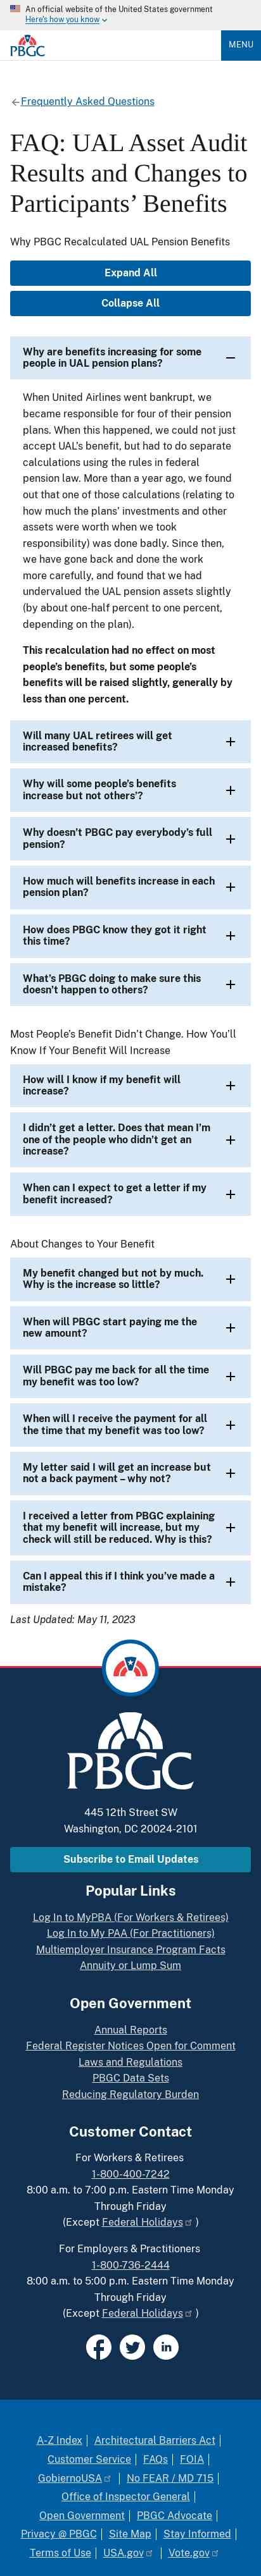 An official website of the United States government
Here's how you know
PBGC
MENU
Frequently Asked Questions
FAQ: UAL Asset Audit
Results and Changes to
Participants’ Benefits
Why PBGC Recalculated UAL Pension Benefits
Expand All
Collapse All
Why are benefits increasing for some
people in UAL pension plans?
When United Airlines went bankrupt, we
became responsible for four of their pension
plans. When this happened, we could not just
accept UAL’s benefit, but had to do separate
calculations using the rules in federal
pension law. More than a year ago, we found
out that one of those calculations (relating to
how much the plans’ investments and other
assets were worth when we took
responsibility) was done badly. Since then,
we have gone back and done it over, much
more carefully, and found that we had
undervalued the UAL pension assets slightly
(by about one-half percent to one percent,
depending on the plan).
This recalculation had no effect on most
people’s benefits, but some people’s
benefits will be raised slightly, generally by
less than one percent.
Will many UAL retirees will get
increased benefits?
Why will some people’s benefits
increase but not others’?
Why doesn’t PBGC pay everybody’s full
pension?
How much will benefits increase in each
pension plan?
How does PBGC know they got it right
this time?
What’s PBGC doing to make sure this
doesn’t happen to others?
Most People’s Benefit Didn’t Change. How You’ll
Know If Your Benefit Will Increase
How will I know if my benefit will
increase?
I didn’t get a letter. Does that mean I’m
one of the people who didn’t get an
increase?
When can I expect to get a letter if my
benefit increased?
About Changes to Your Benefit
My benefit changed but not by much.
Why is the increase so little?
When will PBGC start paying me the
new amount?
Will PBGC pay me back for all the time
my benefit was too low?
When will I receive the payment for all
the time that my benefit was too low?
My letter said I will get an increase but
not a back payment – why not?
I received a letter from PBGC explaining
that my benefit will increase, but my
check will still be reduced. Why is this?
Can I appeal this if I think you’ve made a
mistake?
Last Updated: May 11, 2023
PBGC
445 12th Street SW
Washington, DC 20024-2101
Subscribe to Email Updates
Popular Links
Log In to MyPBA (For Workers & Retirees)
Log In to My PAA (For Practitioners)
Multiemployer Insurance Program Facts
Annuity or Lump Sum
Open Government
Annual Reports
Federal Register Notices Open for Comment
Laws and Regulations
PBGC Data Sets
Reducing Regulatory Burden
Customer Contact
For Workers & Retirees
1-800-400-7242
8:00 a.m. to 7:00 p.m. Eastern Time Monday
Through Friday
(Except Federal Holidays )
For Employers & Practitioners
1-800-736-2444
8:00 a.m. to 5:00 p.m. Eastern Time Monday
Through Friday
(Except Federal Holidays )
A-Z Index | Architectural Barriers Act |
Customer Service | FAQs | FOIA |
GobiernoUSA | No FEAR / MD 715 |
Office of Inspector General |
Open Government | PBGC Advocate |
Privacy @ PBGC | Site Map | Stay Informed |
Terms of Use | USA.gov | Vote.gov